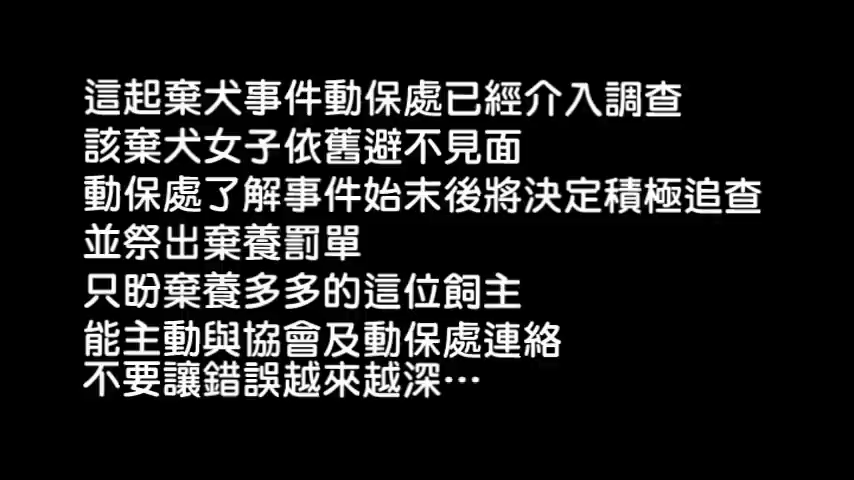 這起棄犬事件動保處已經介入調查
該棄犬女子依舊避不見面
動保處了解事件始末後將決定積極追查
並祭出棄養罰單
只盼棄養多多的這位飼主
能主動與協會及動保處連絡
不要讓錯誤越來越深…